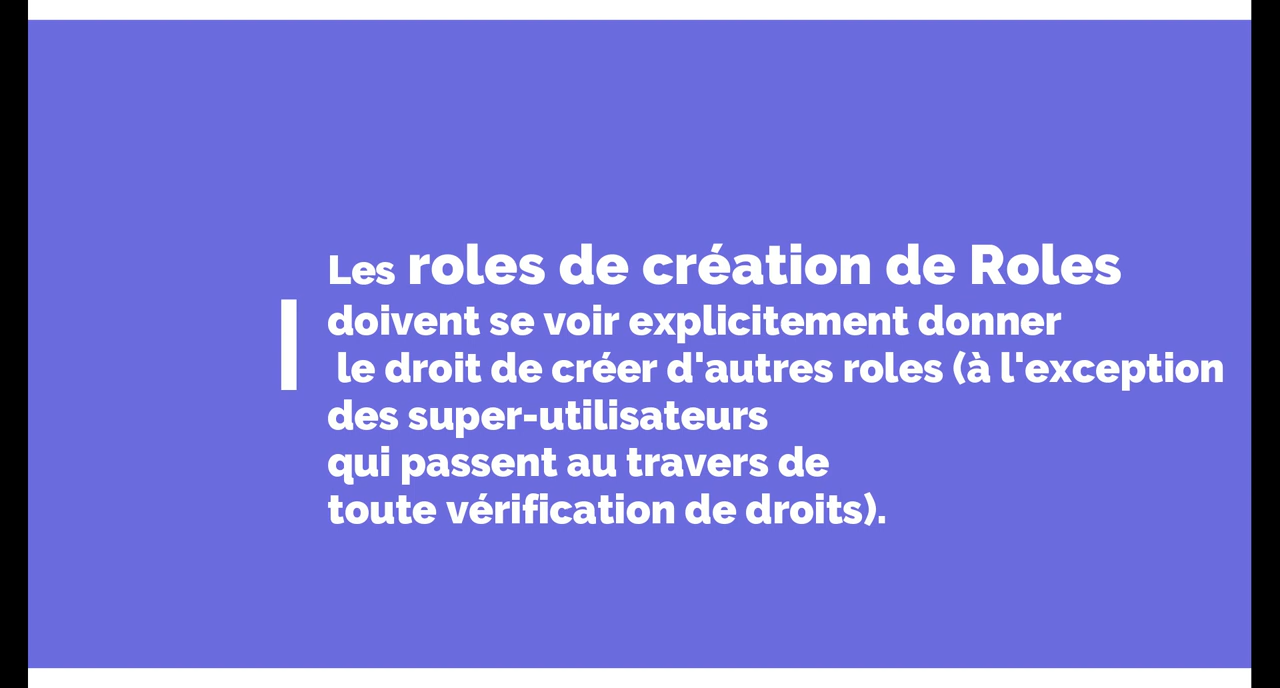 Les roles de création de Roles
doivent se voir explicitement donner
le droit de créer d'autres roles (à l'exception
des super-utilisateurs
qui passent au travers de
toute vérification de droits).